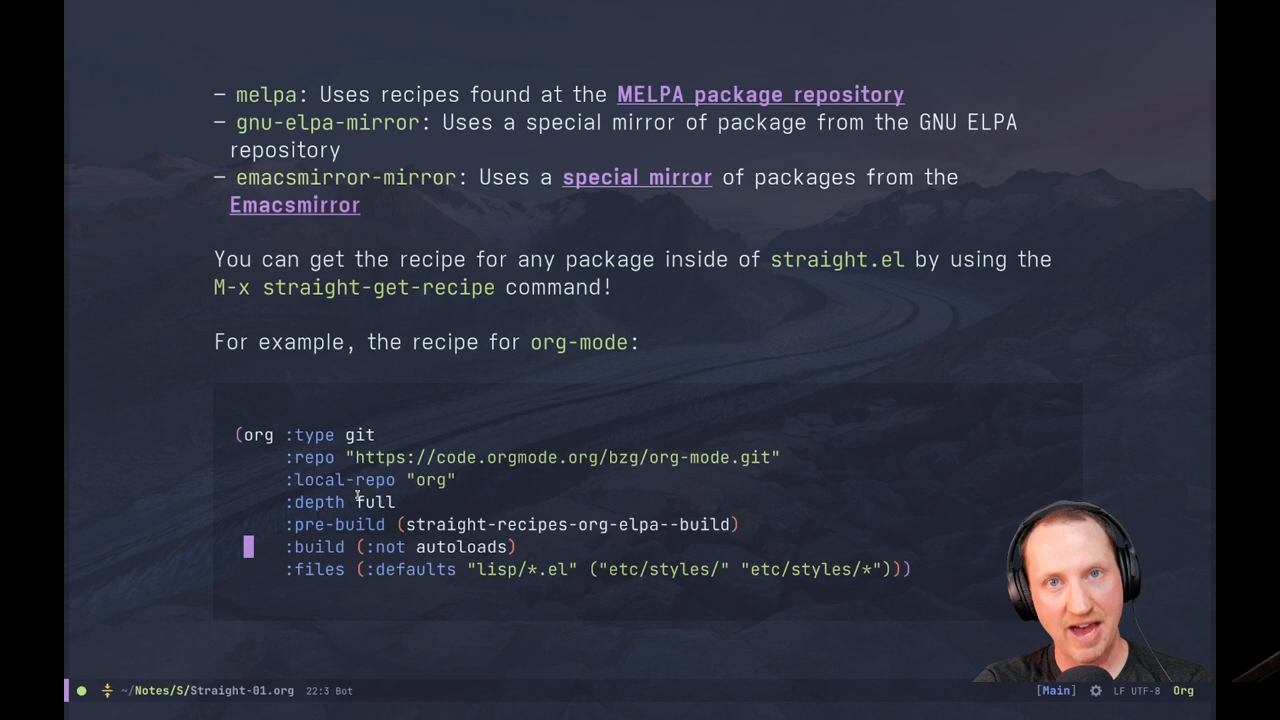 – melpa: Uses recipes found at the MELPA package repository
– gnu-elpa-mirror: Uses a special mirror of package from the GNU ELPA
repository
– emacsmirror-mirror: Uses a special mirror of packages from the
Emacsmirror
You can get the recipe for any package inside of straight.el by using the
M-x straight-get-recipe command!
For example, the recipe for org-mode:
(org :type git
:repo "https://code.orgmode.org/bzg/org-mode.git"
:local-repo "org"
:depth full
:pre-build (straight-recipes-org-elpa--build)
:build (:not autoloads)
:files (:defaults "lisp/*.el" ("etc/styles/" "etc/styles/*")))
~/Notes/S/Straight-01.org 22:3 Bot [Main] LF UTF-8 Org